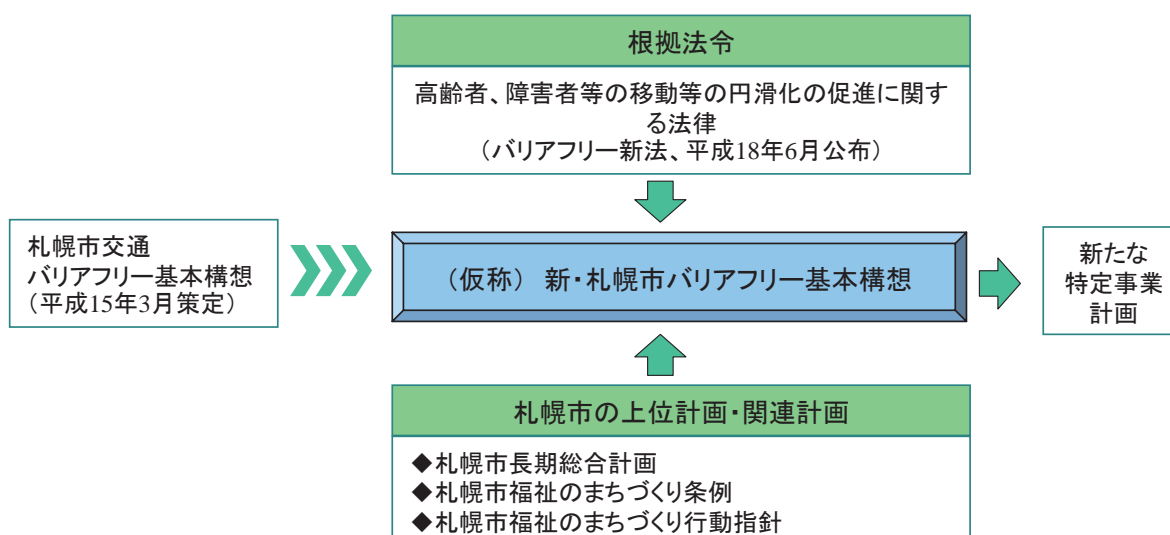 根拠法令
高齢者、障害者等の移動等の円滑化の促進に関す
る法律
（バリアフリー新法、平成18年6月公布）
札幌市交通
バリアフリー基本構想
（平成15年3月策定）
（仮称） 新・札幌市バリアフリー基本構想
新たな
特定事業
計画
札幌市の上位計画・関連計画
◆札幌市長期総合計画
◆札幌市福祉のまちづくり条例
◆札幌市福祉のまちづくり行動指針